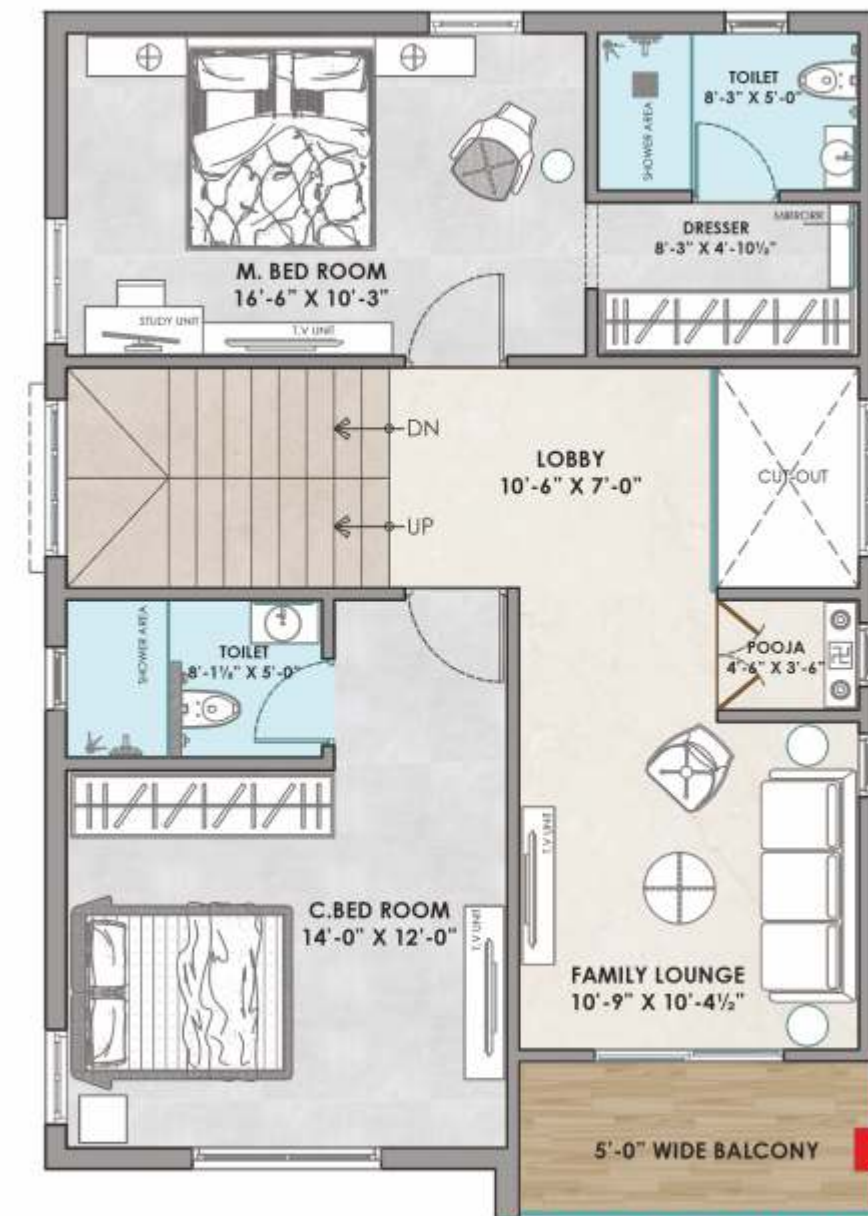 TOILET
8'-3" X 5'-0"
SHOWER AREA
MIRRORR
DRESSER
8'-3" X 4'-10½"
M. BED ROOM
16'-6" X 10'-3"
STUDY UNIT
T.V UNIT
DN
LOBBY
10'-6" X 7'-0"
CUT-OUT
UP
SHOWER AREA
TOILET
8'-1½" X 5'-0"
POOJA
4'-6" X 3'-6"
T.V UNIT
C.BED ROOM
14'-0" X 12'-0"
T.V UNIT
FAMILY LOUNGE
10'-9" X 10'-4½"
5'-0" WIDE BALCONY